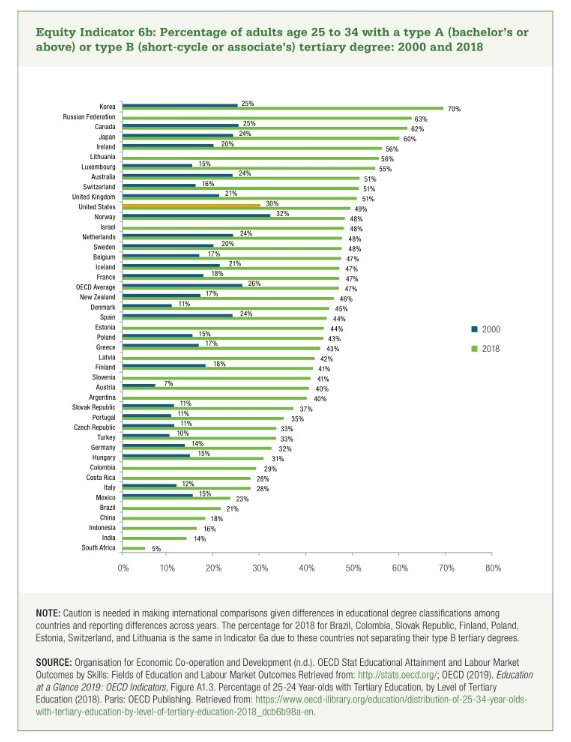 Equity Indicator 6b: Percentage of adults age 25 to 34 with a type A (bachelor's or
above) or type B (short-cycle or associate's) tertiary degree: 2000 and 2018
Korea 25% 70%
Russian Federation 63%
Canada 25% 62%
Japan 24% 60%
Ireland 20% 56%
Lithuania 56%
Luxembourg 15% 55%
Australia 24% 51%
Switzerland 16% 51%
United Kingdom 21% 51%
United States 30% 49%
Norway 32% 48%
Israel 48%
Netherlands 24% 48%
Sweden 20% 48%
Belgium 17% 47%
Iceland 21% 47%
France 18% 47%
OECD Average 26% 47%
New Zealand 17% 46%
Denmark 11% 45%
Spain 24% 44%
Estonia 44%
Poland 15% 43%
Greece 17% 43%
Latvia 42%
Finland 18% 41%
Slovenia 41%
Austria 7% 40%
Argentina 40%
Slovak Republic 11% 37%
Portugal 11% 35%
Czech Republic 11% 33%
Turkey 10% 33%
Germany 14% 32%
Hungary 15% 31%
Colombia 29%
Costa Rica 28%
Italy 12% 28%
Mexico 15% 23%
Brazil 21%
China 18%
Indonesia 16%
India 14%
South Africa 5%
0% 10% 20% 30% 40% 50% 60% 70% 80%
2000
2018
NOTE: Caution is needed in making international comparisons given differences in educational degree classifications among
countries and reporting differences across years. The percentage for 2018 for Brazil, Colombia, Slovak Republic, Finland, Poland,
Estonia, Switzerland, and Lithuania is the same in Indicator 6a due to these countries not separating their type B tertiary degrees.
SOURCE: Organisation for Economic Co-operation and Development (n.d.). OECD Stat Educational Attainment and Labour Market
Outcomes by Skills: Fields of Education and Labour Market Outcomes Retrieved from: http://stats.oecd.org/; OECD (2019). Education
at a Glance 2019: OECD Indicators, Figure A1.3. Percentage of 25-24 Year-olds with Tertiary Education, by Level of Tertiary
Education (2018). Paris: OECD Publishing. Retrieved from: https://www.oecd-ilibrary.org/education/distribution-of-25-34-year-olds-
with-tertiary-education-by-level-of-tertiary-education-2018_dcb6b98a-en.